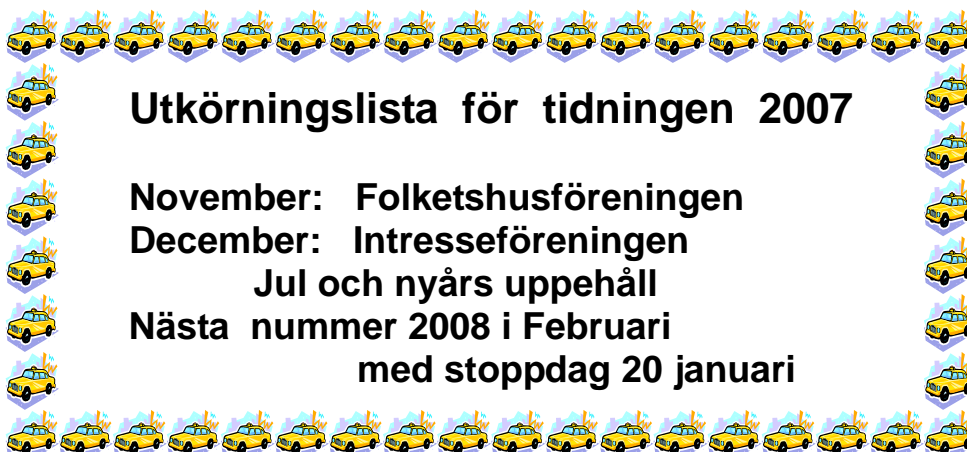 Utkörningslista för tidningen 2007
November: Folketshusföreningen
December: Intresseföreningen
Jul och nyårs uppehåll
Nästa nummer 2008 i Februari
med stoppdag 20 januari